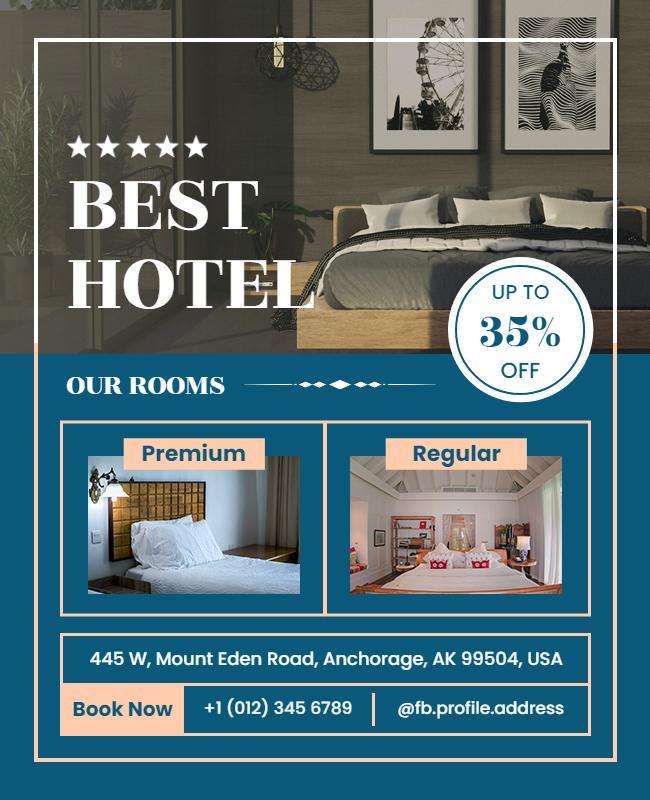 BEST
HOTEL
UP TO
35%
OFF
OUR ROOMS
Premium
Regular
445 W, Mount Eden Road, Anchorage, AK 99504, USA
Book Now
+1 (012) 345 6789
@fb.profile.address